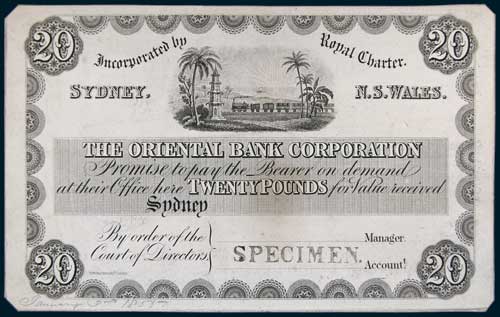 20 Incorporated by Royal Charter. 20
SYDNEY. N.S. WALES.
THE ORIENTAL BANK CORPORATION
Promise to pay the Bearer on demand
at their Office here TWENTY POUNDS for Value received
Sydney
By order of the Manager.
Court of Directors SPECIMEN. Account!
20 20